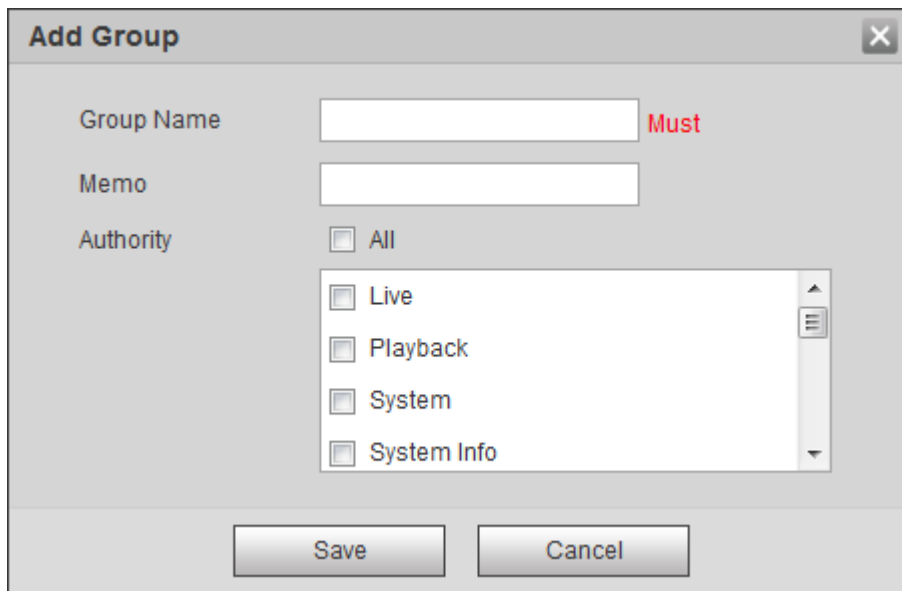 Add Group
Group Name Must
Memo
Authority All
Live
Playback
System
System Info
Save Cancel